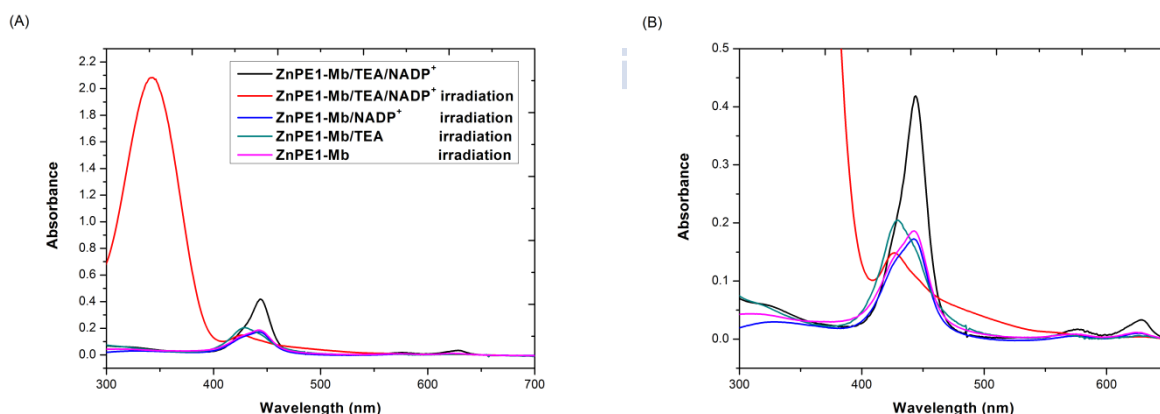 (A)
2.2
2.0
1.8
1.6
1.4
1.2
1.0
0.8
0.6
0.4
0.2
0.0
Absorbance
ZnPE1-Mb/TEA/NADP⁺
ZnPE1-Mb/TEA/NADP⁺ irradiation
ZnPE1-Mb/NADP⁺ irradiation
ZnPE1-Mb/TEA irradiation
ZnPE1-Mb irradiation
300 400 500 600 700
Wavelength (nm)
(B)
0.5
0.4
0.3
0.2
0.1
0.0
Absorbance
300 400 500 600
Wavelength (nm)